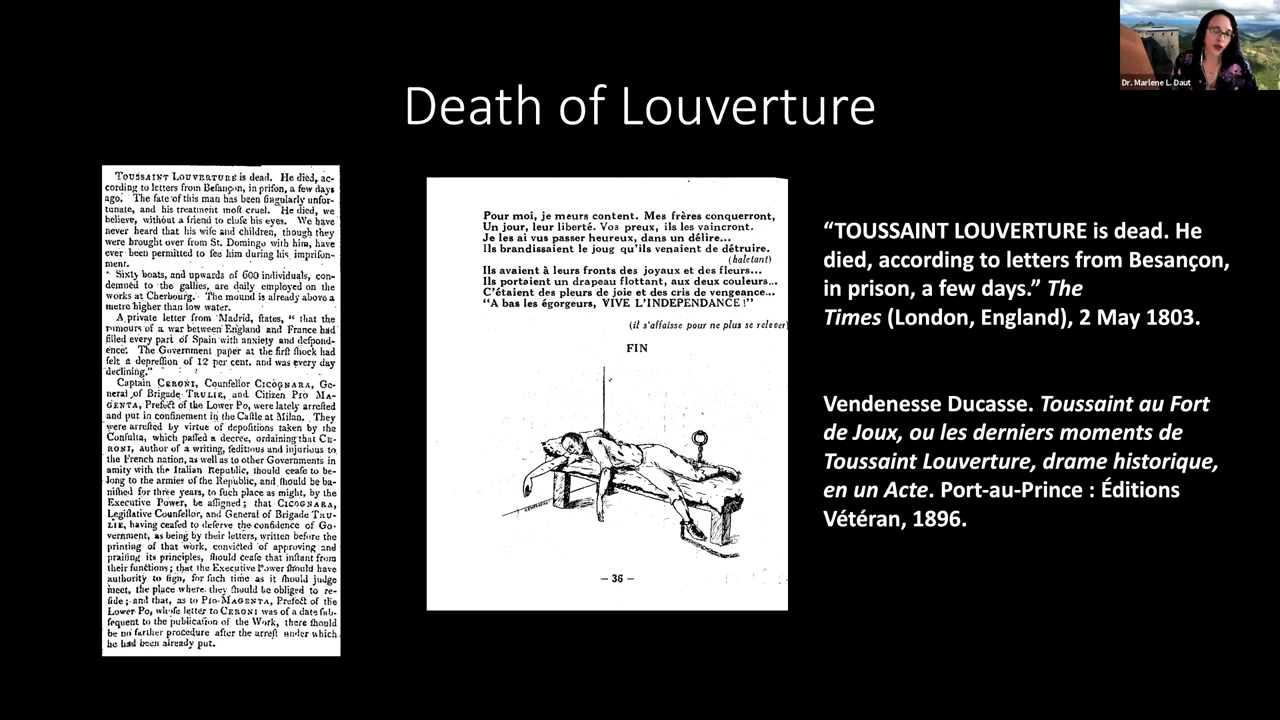 Dr. Marlene L. Daut
Death of Louverture
TOUSSAINT LOUVERTURE is dead. He died, ac-
cording to letters from Besançon, in prison, a few days
ago. The fate of this man has been singularly unfor-
tunate, and his treatment most cruel. He died, we
believe, without a friend to close his eyes. We have
never heard that his wife and children, though they
were brought over from St. Domingo with him, have
ever been permitted to see him during his imprison-
ment.
Sixty boats, and upwards of 600 individuals, con-
demned to the gallies, are daily employed on the
works at Cherbourg. The mound is already above a
metre higher than low water.
A private letter from Madrid, states, " that the
rumours of a war between England and France had
filled every part of Spain with anxiety and despond-
ence. The Government paper at the first shock had
felt a depression of 12 per cent. and was every day
declining."
Captain CERONI, Counsellor CICOGNARA, Ge-
neral of Brigade TRULIE, and Citizen PIO MA-
GENTA, Prefect of the Lower Po, were lately arrested
and put in confinement in the Castle at Milan. They
were arrested by virtue of depositions taken by the
Consulta, which passed a decree, ordaining that CE-
RONI, author of a writing, seditious and injurious to
the French nation, as well as to other Governments in
amity with the Italian Republic, should cease to be-
long to the armies of the Republic, and should be ba-
nished for three years, to such place as might, by the
Executive Power, be assigned; that CICOGNARA,
Legislative Counsellor, and General of Brigade TRU-
LIE, having ceased to deserve the confidence of Go-
vernment, as being by their letters, written before the
printing of that work, convicted of approving and
praising its principles, should cease that instant from
their functions; that the Executive Power should have
authority to sign, for such time as it should judge
meet, the place where they should be obliged to re-
side; and that, as to PIO-MAGENTA, Prefect of the
Lower Po, whose letter to CERONI was of a date sub-
sequent to the publication of the Work, there should
be no farther procedure after the arrest under which
he had been already put.
Pour moi, je meurs content. Mes frères conquerront,
Un jour, leur liberté. Vos preux, ils les vaincront.
Je les ai vus passer heureux, dans un délire...
Ils brandissaient le joug qu'ils venaient de détruire.
(haletant)
Ils avaient à leurs fronts des joyaux et des fleurs...
Ils portaient un drapeau flottant, aux deux couleurs...
C'étaient des pleurs de joie et des cris de vengeance...
"A bas les égorgeurs, VIVE L'INDEPENDANCE !"
(il s'affaisse pour ne plus se relever)
FIN
— 36 —
“TOUSSAINT LOUVERTURE is dead. He
died, according to letters from Besançon,
in prison, a few days.” The
Times (London, England), 2 May 1803.
Vendenesse Ducasse. Toussaint au Fort
de Joux, ou les derniers moments de
Toussaint Louverture, drame historique,
en un Acte. Port-au-Prince : Éditions
Vétéran, 1896.